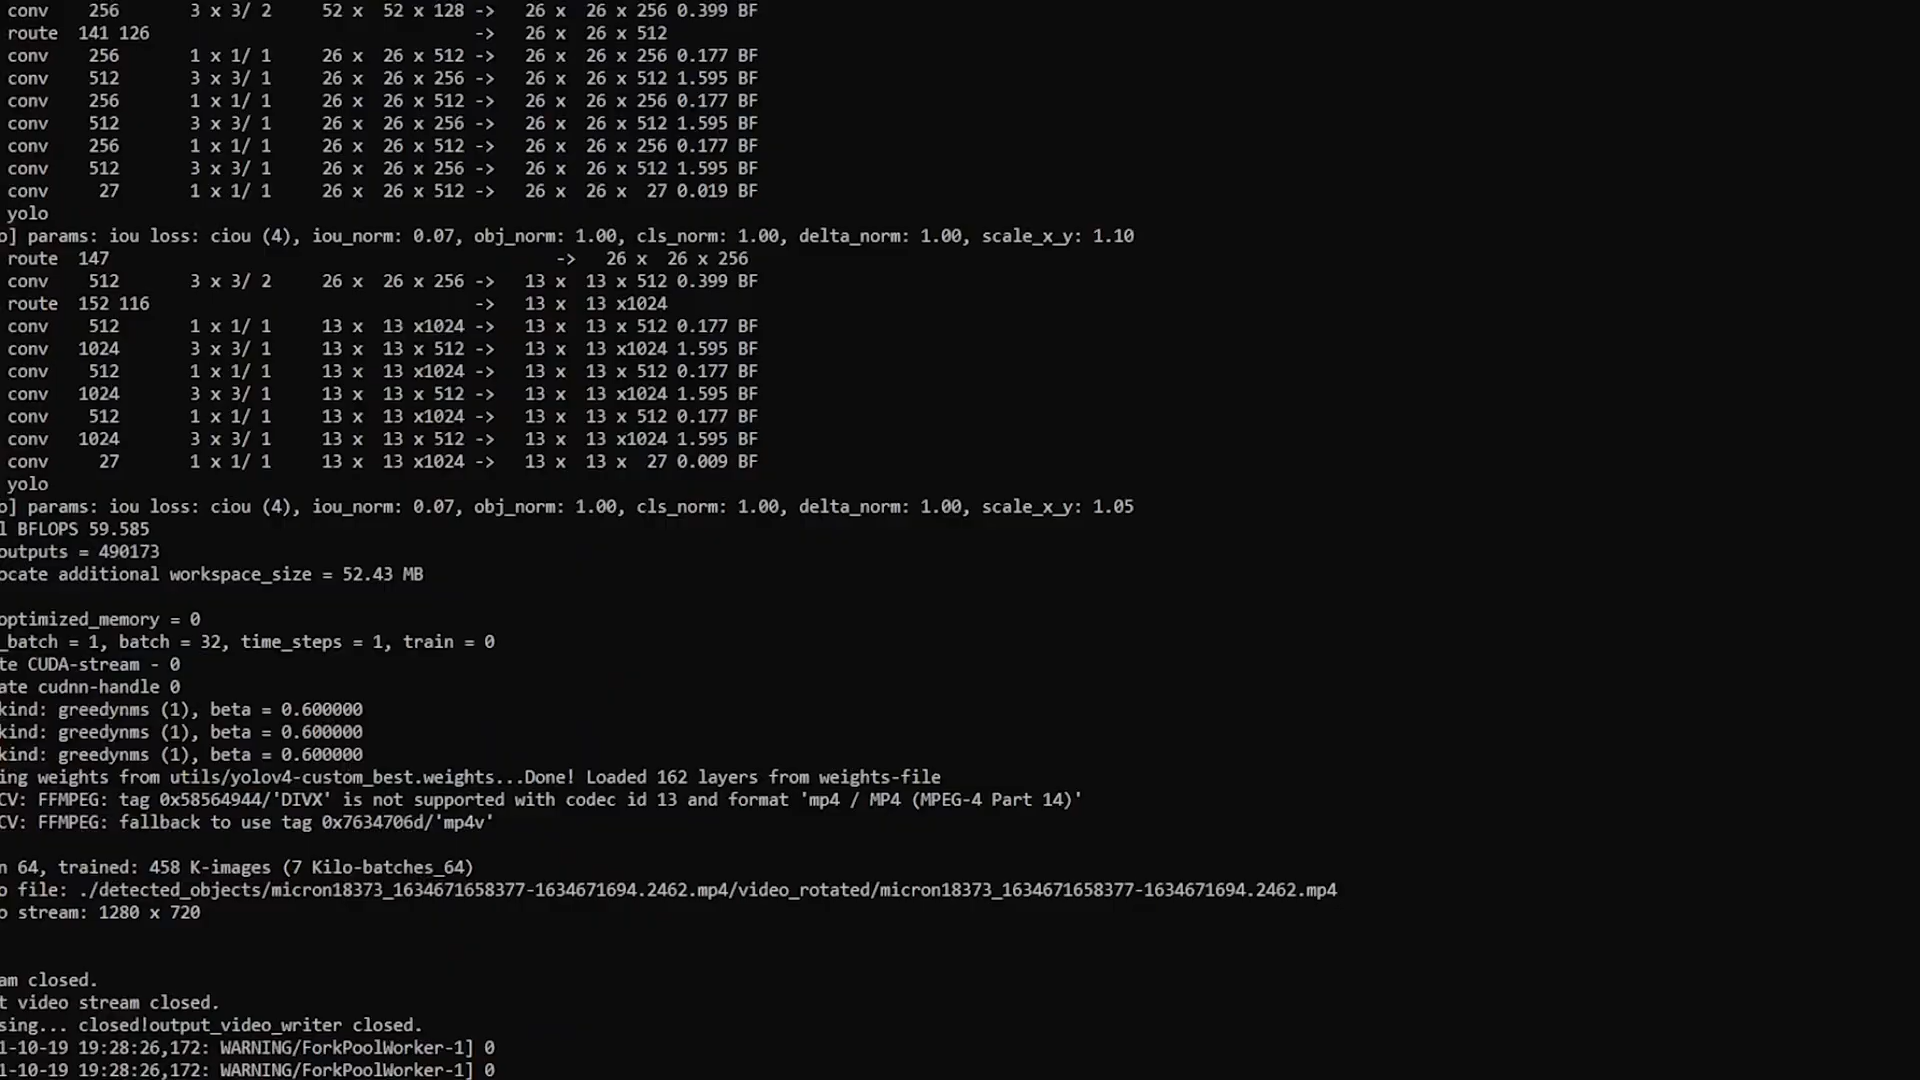 conv 256 3 x 3/ 2 52 x 52 x 128 -> 26 x 26 x 256 0.399 BF
route 141 126 -> 26 x 26 x 512
conv 256 1 x 1/ 1 26 x 26 x 512 -> 26 x 26 x 256 0.177 BF
conv 512 3 x 3/ 1 26 x 26 x 256 -> 26 x 26 x 512 1.595 BF
conv 256 1 x 1/ 1 26 x 26 x 512 -> 26 x 26 x 256 0.177 BF
conv 512 3 x 3/ 1 26 x 26 x 256 -> 26 x 26 x 512 1.595 BF
conv 256 1 x 1/ 1 26 x 26 x 512 -> 26 x 26 x 256 0.177 BF
conv 512 3 x 3/ 1 26 x 26 x 256 -> 26 x 26 x 512 1.595 BF
conv 27 1 x 1/ 1 26 x 26 x 512 -> 26 x 26 x 27 0.019 BF
yolo
o] params: iou loss: ciou (4), iou_norm: 0.07, obj_norm: 1.00, cls_norm: 1.00, delta_norm: 1.00, scale_x_y: 1.10
route 147 -> 26 x 26 x 256
conv 512 3 x 3/ 2 26 x 26 x 256 -> 13 x 13 x 512 0.399 BF
route 152 116 -> 13 x 13 x1024
conv 512 1 x 1/ 1 13 x 13 x1024 -> 13 x 13 x 512 0.177 BF
conv 1024 3 x 3/ 1 13 x 13 x 512 -> 13 x 13 x1024 1.595 BF
conv 512 1 x 1/ 1 13 x 13 x1024 -> 13 x 13 x 512 0.177 BF
conv 1024 3 x 3/ 1 13 x 13 x 512 -> 13 x 13 x1024 1.595 BF
conv 512 1 x 1/ 1 13 x 13 x1024 -> 13 x 13 x 512 0.177 BF
conv 1024 3 x 3/ 1 13 x 13 x 512 -> 13 x 13 x1024 1.595 BF
conv 27 1 x 1/ 1 13 x 13 x1024 -> 13 x 13 x 27 0.009 BF
yolo
o] params: iou loss: ciou (4), iou_norm: 0.07, obj_norm: 1.00, cls_norm: 1.00, delta_norm: 1.00, scale_x_y: 1.05
l BFLOPS 59.585
outputs = 490173
ocate additional workspace_size = 52.43 MB
optimized_memory = 0
_batch = 1, batch = 32, time_steps = 1, train = 0
te CUDA-stream - 0
ate cudnn-handle 0
kind: greedynms (1), beta = 0.600000
kind: greedynms (1), beta = 0.600000
kind: greedynms (1), beta = 0.600000
ing weights from utils/yolov4-custom_best.weights...Done! Loaded 162 layers from weights-file
CV: FFMPEG: tag 0x58564944/'DIVX' is not supported with codec id 13 and format 'mp4 / MP4 (MPEG-4 Part 14)'
CV: FFMPEG: fallback to use tag 0x7634706d/'mp4v'
n 64, trained: 458 K-images (7 Kilo-batches_64)
o file: ./detected_objects/micron18373_1634671658377-1634671694.2462.mp4/video_rotated/micron18373_1634671658377-1634671694.2462.mp4
o stream: 1280 x 720
am closed.
t video stream closed.
sing... closed!output_video_writer closed.
1-10-19 19:28:26,172: WARNING/ForkPoolWorker-1] 0
1-10-19 19:28:26,172: WARNING/ForkPoolWorker-1] 0